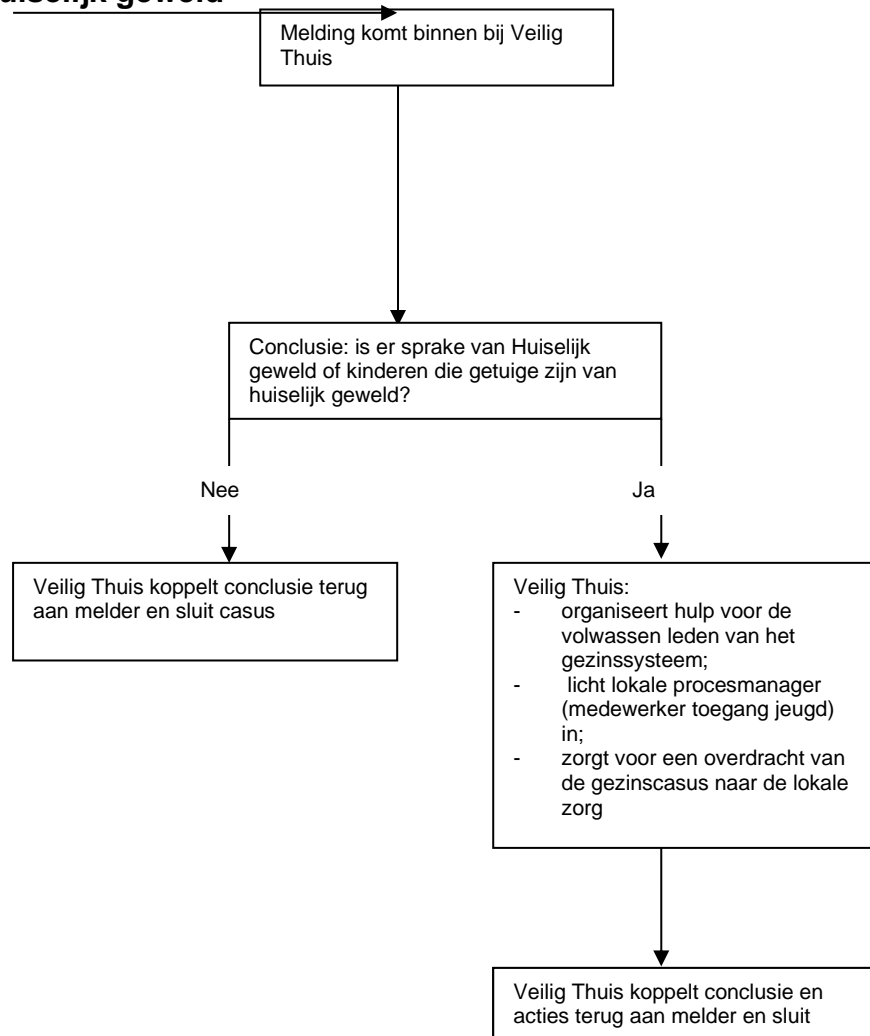 Melding komt binnen bij Veilig
Thuis
Conclusie: is er sprake van Huiselijk
geweld of kinderen die getuige zijn van
huiselijk geweld?
Nee
Ja
Veilig Thuis koppelt conclusie terug
aan melder en sluit casus
Veilig Thuis:
- organiseert hulp voor de
volwassen leden van het
gezinssysteem;
- licht lokale procesmanager
(medewerker toegang jeugd)
in;
- zorgt voor een overdracht van
de gezinscasus naar de lokale
zorg
Veilig Thuis koppelt conclusie en
acties terug aan melder en sluit